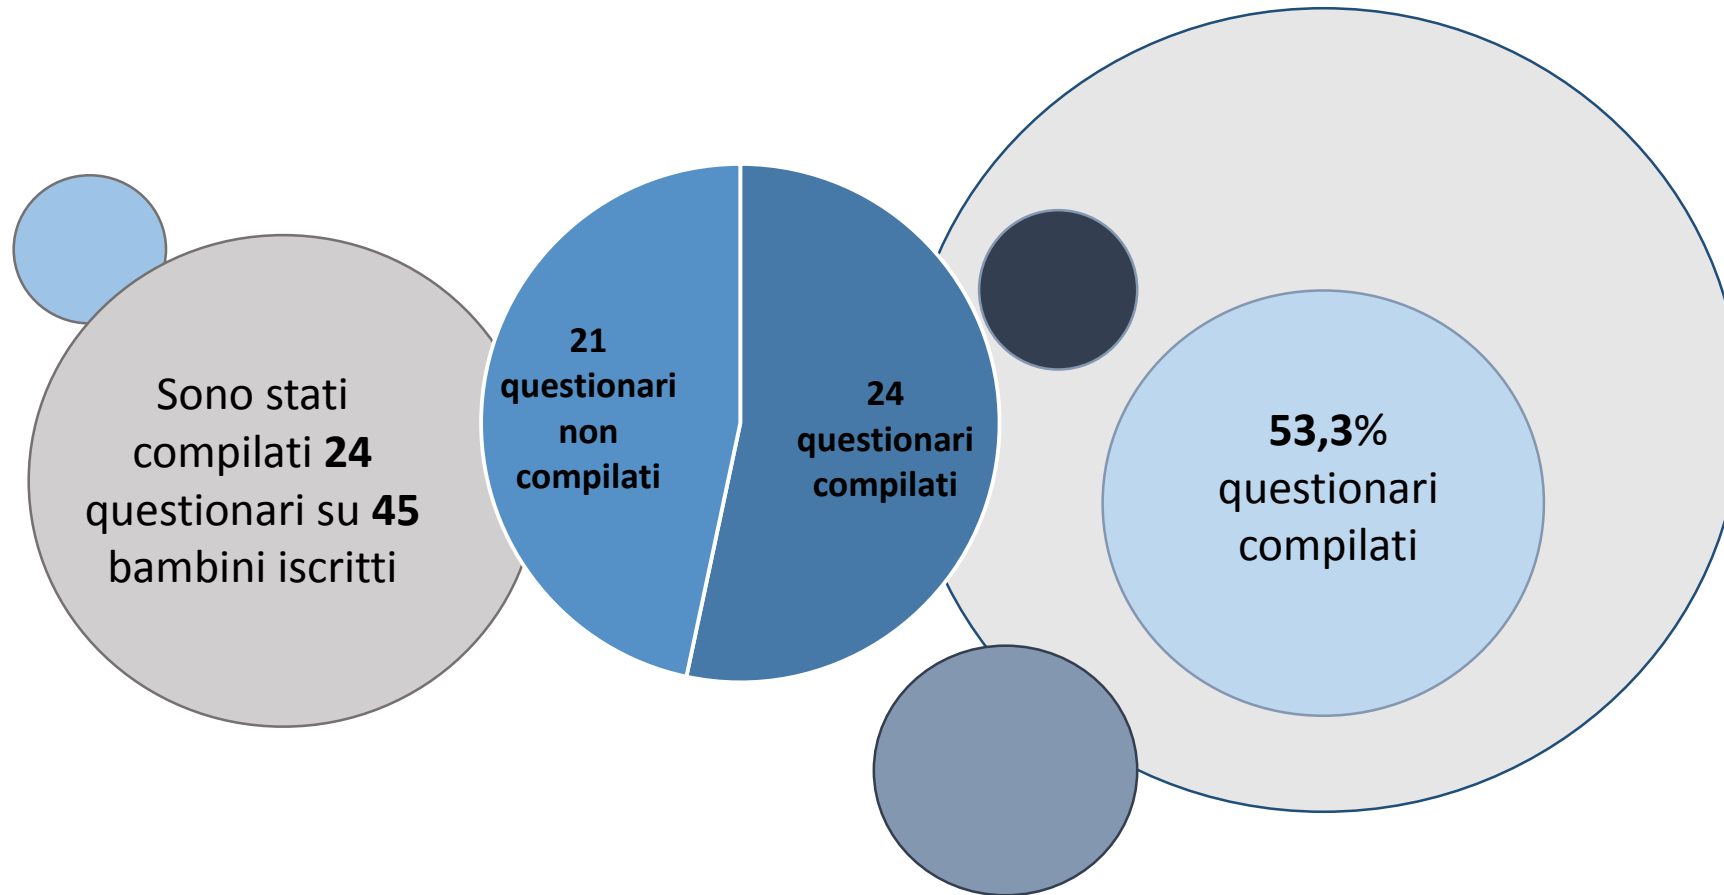 Sono stati
compilati 24
questionari su 45
bambini iscritti
21
questionari
non
compilati
24
questionari
compilati
53,3%
questionari
compilati